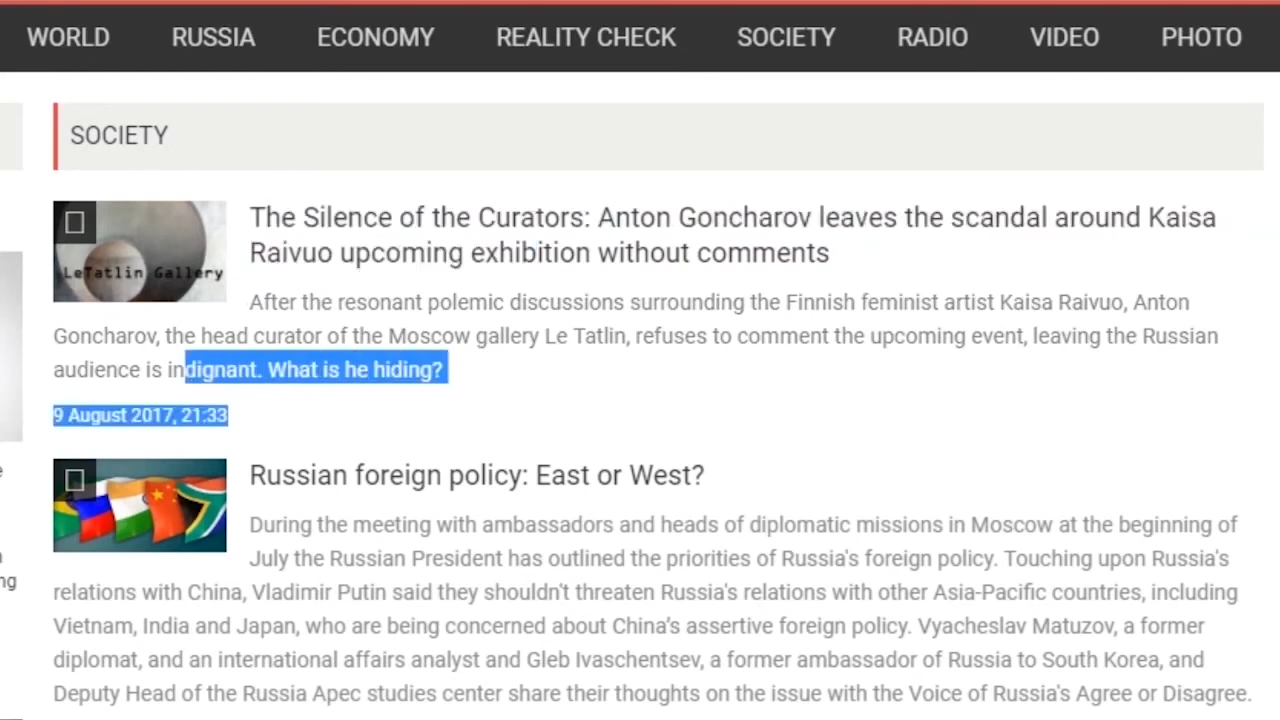 WORLD RUSSIA ECONOMY REALITY CHECK SOCIETY RADIO VIDEO PHOTO
SOCIETY
LeTatlin Gallery
The Silence of the Curators: Anton Goncharov leaves the scandal around Kaisa
Raivuo upcoming exhibition without comments
After the resonant polemic discussions surrounding the Finnish feminist artist Kaisa Raivuo, Anton
Goncharov, the head curator of the Moscow gallery Le Tatlin, refuses to comment the upcoming event, leaving the Russian
audience is indignant. What is he hiding?
9 August 2017, 21:33
Russian foreign policy: East or West?
During the meeting with ambassadors and heads of diplomatic missions in Moscow at the beginning of
July the Russian President has outlined the priorities of Russia's foreign policy. Touching upon Russia's
relations with China, Vladimir Putin said they shouldn't threaten Russia's relations with other Asia-Pacific countries, including
Vietnam, India and Japan, who are being concerned about China's assertive foreign policy. Vyacheslav Matuzov, a former
diplomat, and an international affairs analyst and Gleb Ivaschentsev, a former ambassador of Russia to South Korea, and
Deputy Head of the Russia Apec studies center share their thoughts on the issue with the Voice of Russia's Agree or Disagree.